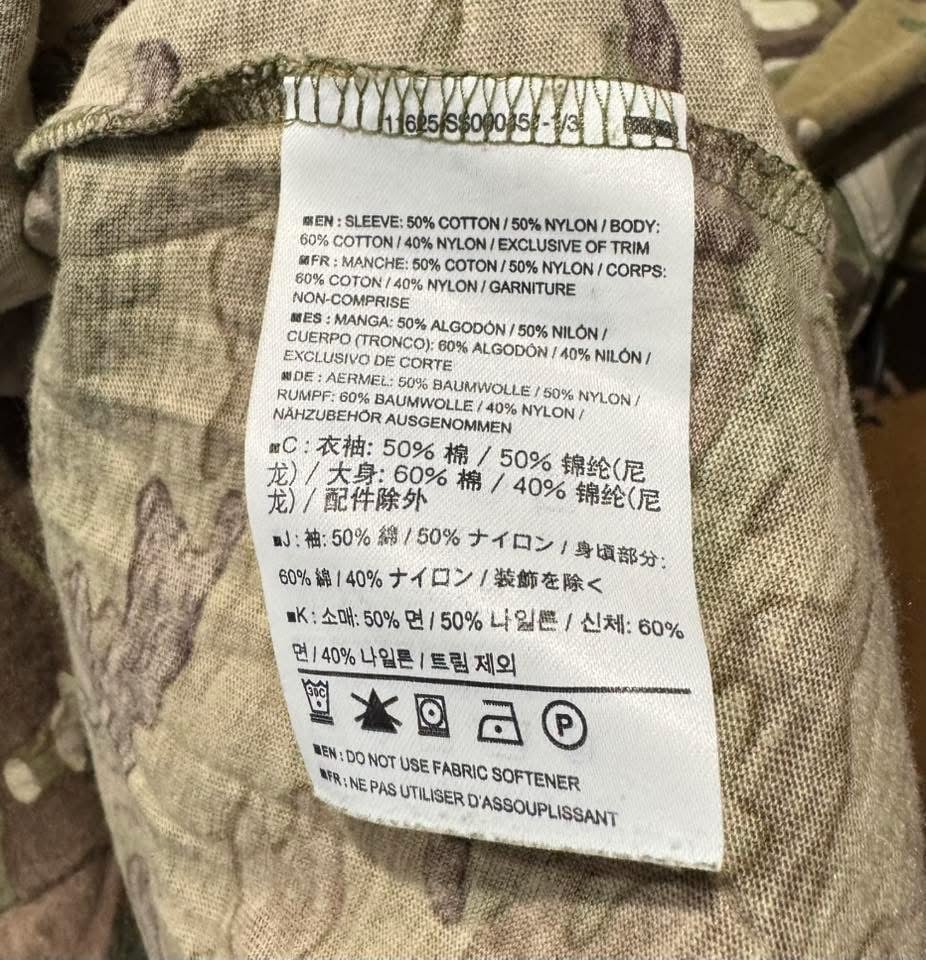 11625/SS000454-1/3
EN : SLEEVE: 50% COTTON / 50% NYLON / BODY:
60% COTTON / 40% NYLON / EXCLUSIVE OF TRIM
FR : MANCHE: 50% COTON / 50% NYLON / CORPS:
60% COTON / 40% NYLON / GARNITURE
NON-COMPRISE
ES : MANGA: 50% ALGODÓN / 50% NILÓN /
CUERPO (TRONCO): 60% ALGODÓN / 40% NILÓN /
EXCLUSIVO DE CORTE
DE : AERMEL: 50% BAUMWOLLE / 50% NYLON /
RUMPF: 60% BAUMWOLLE / 40% NYLON /
NÄHZUBEHÖR AUSGENOMMEN
C : 衣袖: 50% 棉 / 50% 锦纶(尼
龙) / 大身: 60% 棉 / 40% 锦纶(尼
龙) / 配件除外
J : 袖: 50% 綿 / 50% ナイロン / 身頃部分:
60% 綿 / 40% ナイロン / 装飾を除く
K : 소매: 50% 면 / 50% 나일론 / 신체: 60%
면 / 40% 나일론 / 트림 제외
30C
P
EN : DO NOT USE FABRIC SOFTENER
FR : NE PAS UTILISER D'ASSOUPLISSANT